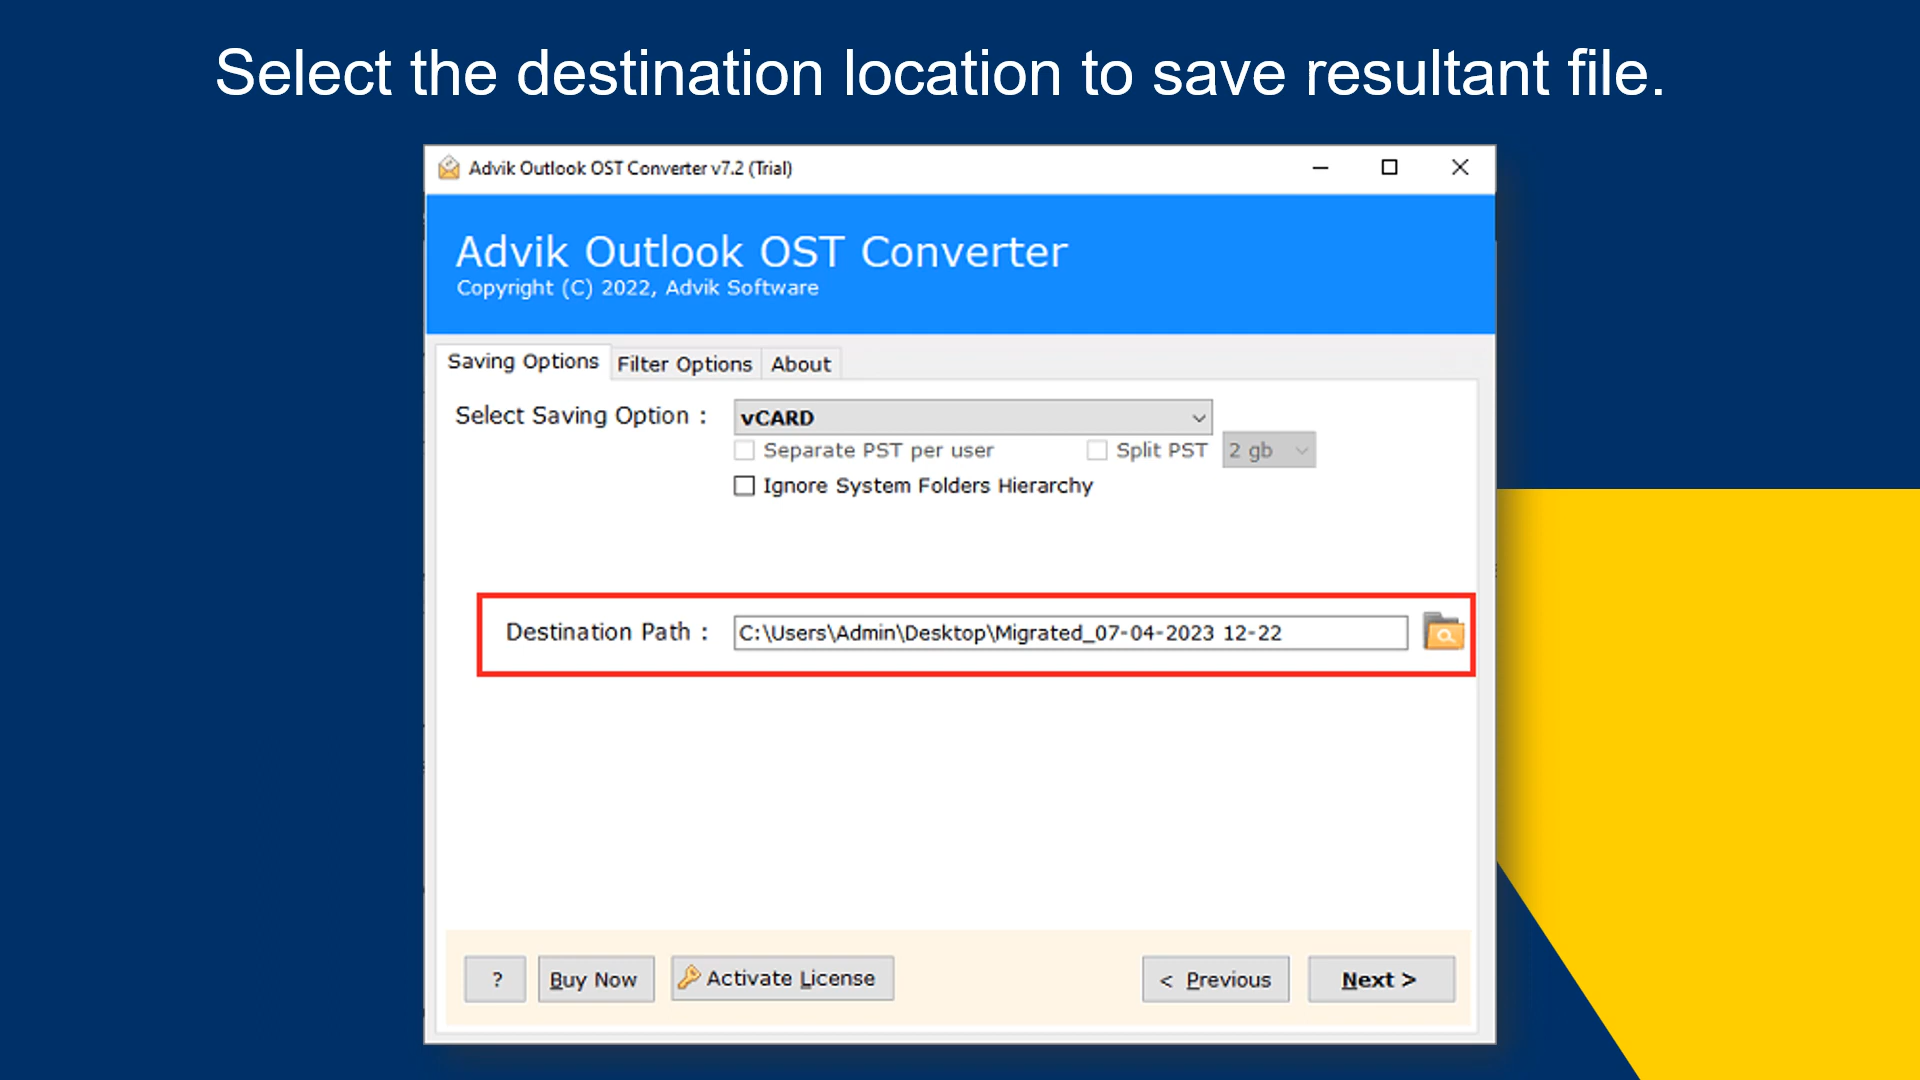 Select the destination location to save resultant file.
Advik Outlook OST Converter v7.2 (Trial)
Advik Outlook OST Converter
Copyright (C) 2022, Advik Software
Saving Options Filter Options About
Select Saving Option : vCARD
Separate PST per user Split PST 2 gb
Ignore System Folders Hierarchy
Destination Path : C:\Users\Admin\Desktop\Migrated_07-04-2023 12-22
? Buy Now Activate License < Previous Next >